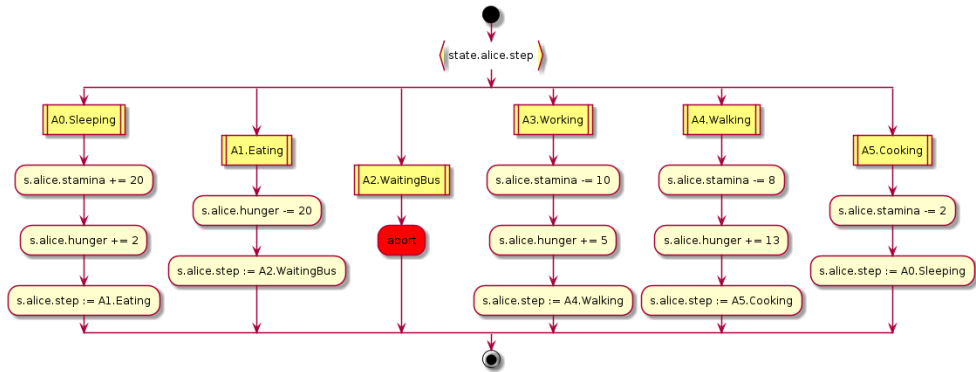 state.alice.step
A0.Sleeping
s.alice.stamina += 20
s.alice.hunger += 2
s.alice.step := A1.Eating
A1.Eating
s.alice.hunger -= 20
s.alice.step := A2.WaitingBus
A2.WaitingBus
abort
A3.Working
s.alice.stamina -= 10
s.alice.hunger += 5
s.alice.step := A4.Walking
A4.Walking
s.alice.stamina -= 8
s.alice.hunger += 13
s.alice.step := A5.Cooking
A5.Cooking
s.alice.stamina -= 2
s.alice.step := A0.Sleeping